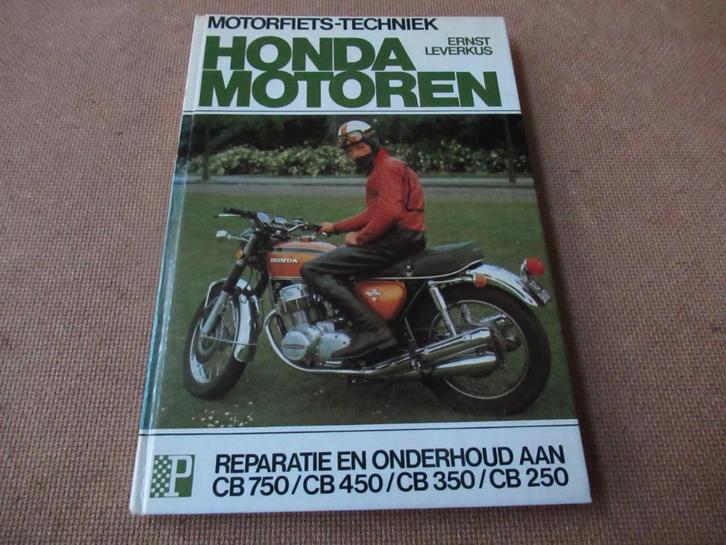 MOTORFIETS-TECHNIEK
HONDA
ERNST
LEVERKUS
MOTOREN
HONDA
P
REPARATIE EN ONDERHOUD AAN
CB 750/CB 450/CB 350/CB 250